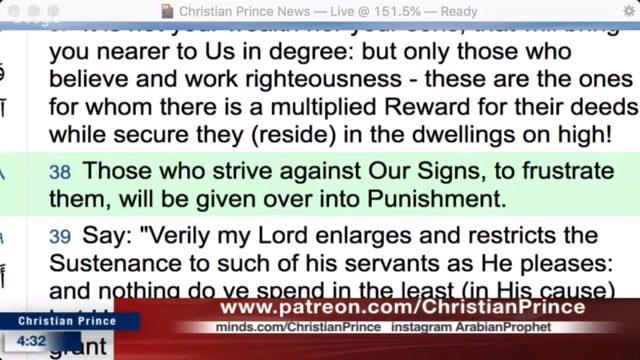 Christian Prince News — Live @ 151.5% — Ready
you nearer to Us in degree: but only those who
believe and work righteousness - these are the ones
for whom there is a multiplied Reward for their deeds
while secure they (reside) in the dwellings on high!
38 Those who strive against Our Signs, to frustrate
them, will be given over into Punishment.
39 Say: "Verily my Lord enlarges and restricts the
Sustenance to such of his servants as He pleases:
and nothing do ye spend in the least (in His cause)
www.patreon.com/ChristianPrince
Christian Prince
minds.com/ChristianPrince instagram ArabianProphet
4:32
grant